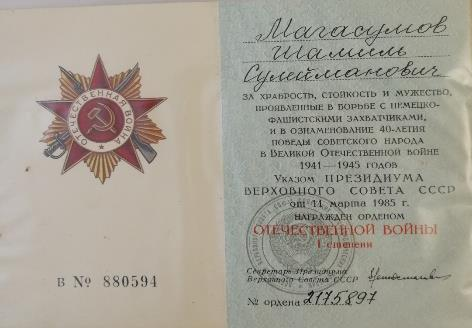 ОТЕЧЕСТВЕННАЯ ВОЙНА
В № 880594
Магасумов
Шамиль
Сулейманович
ЗА ХРАБРОСТЬ, СТОЙКОСТЬ И МУЖЕСТВО,
ПРОЯВЛЕННЫЕ В БОРЬБЕ С НЕМЕЦКО-
ФАШИСТСКИМИ ЗАХВАТЧИКАМИ,
И В ОЗНАМЕНОВАНИЕ 40-ЛЕТИЯ
ПОБЕДЫ СОВЕТСКОГО НАРОДА
В ВЕЛИКОЙ ОТЕЧЕСТВЕННОЙ ВОЙНЕ
1941—1945 ГОДОВ
УКАЗОМ ПРЕЗИДИУМА
ВЕРХОВНОГО СОВЕТА СССР
от 11 марта 1985 г.
НАГРАЖДЕН ОРДЕНОМ
ОТЕЧЕСТВЕННОЙ ВОЙНЫ
I степени
Секретарь Президиума
Верховного Совета СССР
№ ордена 2175897